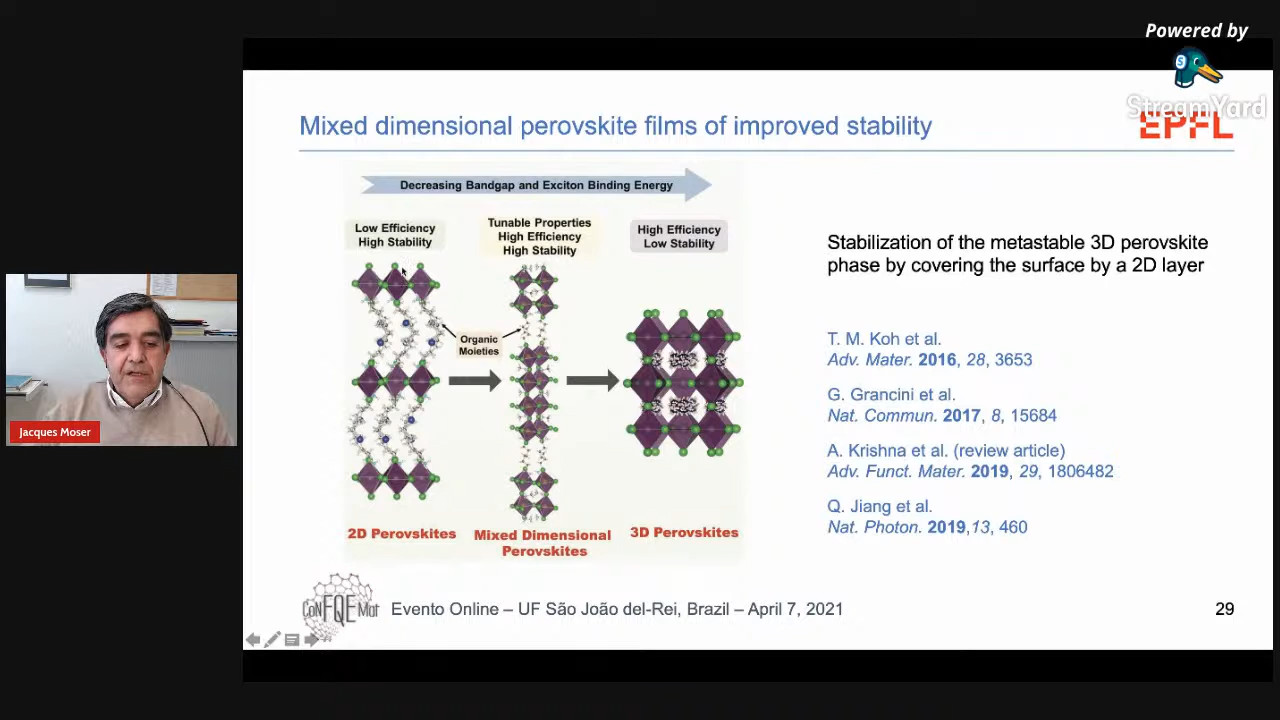 Powered by
StreamYard
EPFL
Mixed dimensional perovskite films of improved stability
Decreasing Bandgap and Exciton Binding Energy
Low Efficiency
High Stability
Tunable Properties
High Efficiency
High Stability
High Efficiency
Low Stability
Organic
Moieties
2D Perovskites
Mixed Dimensional
Perovskites
3D Perovskites
Stabilization of the metastable 3D perovskite
phase by covering the surface by a 2D layer
T. M. Koh et al.
Adv. Mater. 2016, 28, 3653
G. Grancini et al.
Nat. Commun. 2017, 8, 15684
A. Krishna et al. (review article)
Adv. Funct. Mater. 2019, 29, 1806482
Q. Jiang et al.
Nat. Photon. 2019,13, 460
Jacques Moser
CoNFQEMat
Evento Online – UF São João del-Rei, Brazil – April 7, 2021
29